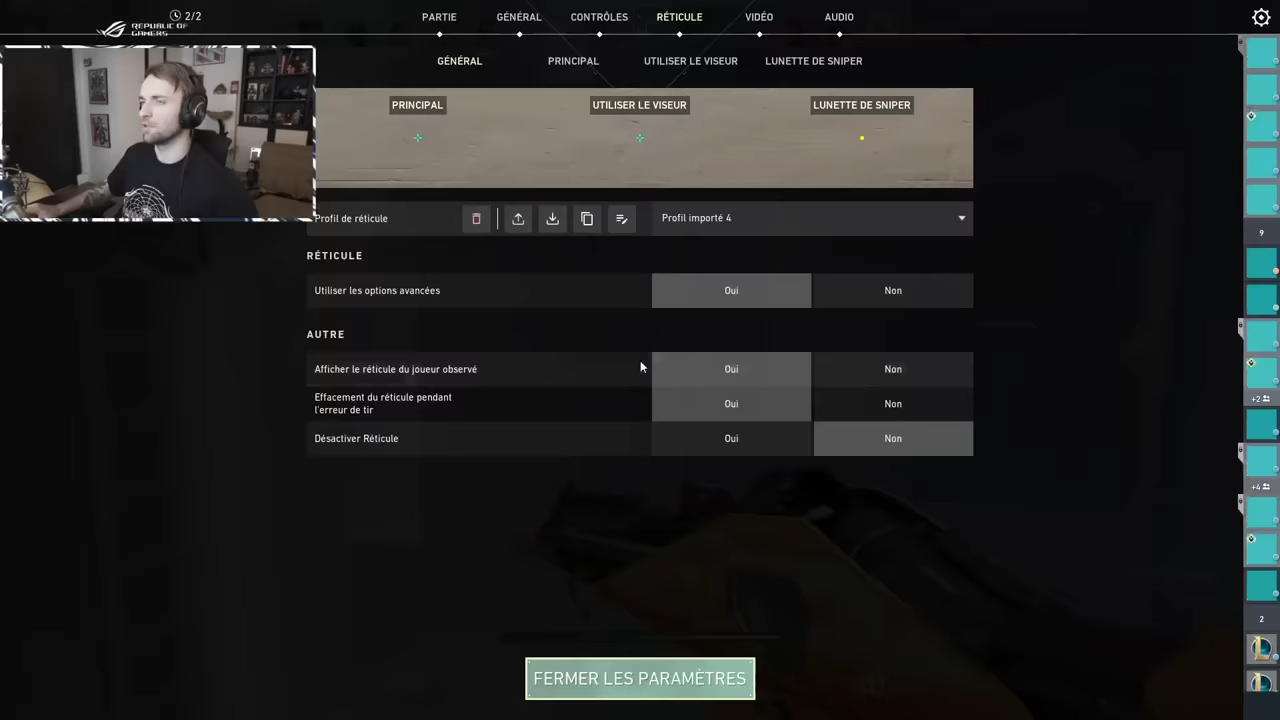 2/2
REPUBLIC OF
GAMERS
PARTIE
GÉNÉRAL
CONTRÔLES
RÉTICULE
VIDÉO
AUDIO
GÉNÉRAL
PRINCIPAL
UTILISER LE VISEUR
LUNETTE DE SNIPER
PRINCIPAL
UTILISER LE VISEUR
LUNETTE DE SNIPER
Profil de réticule
Profil importé 4
RÉTICULE
Utiliser les options avancées
Oui
Non
AUTRE
Afficher le réticule du joueur observé
Oui
Non
Effacement du réticule pendant
l'erreur de tir
Oui
Non
Désactiver Réticule
Oui
Non
FERMER LES PARAMÈTRES
9
+2
+4
2